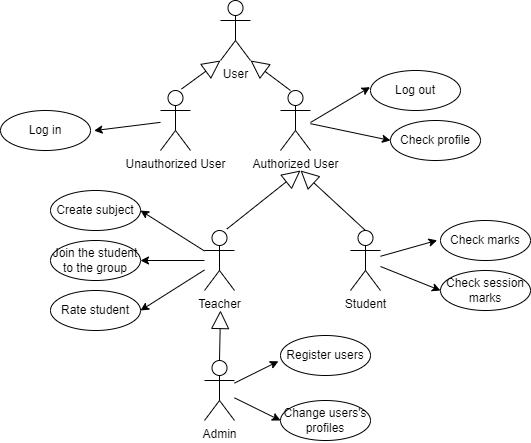 User
Log out
Log in
Check profile
Unauthorized User
Authorized User
Create subject
Join the student
to the group
Check marks
Rate student
Check session
marks
Teacher
Student
Register users
Change users's
profiles
Admin